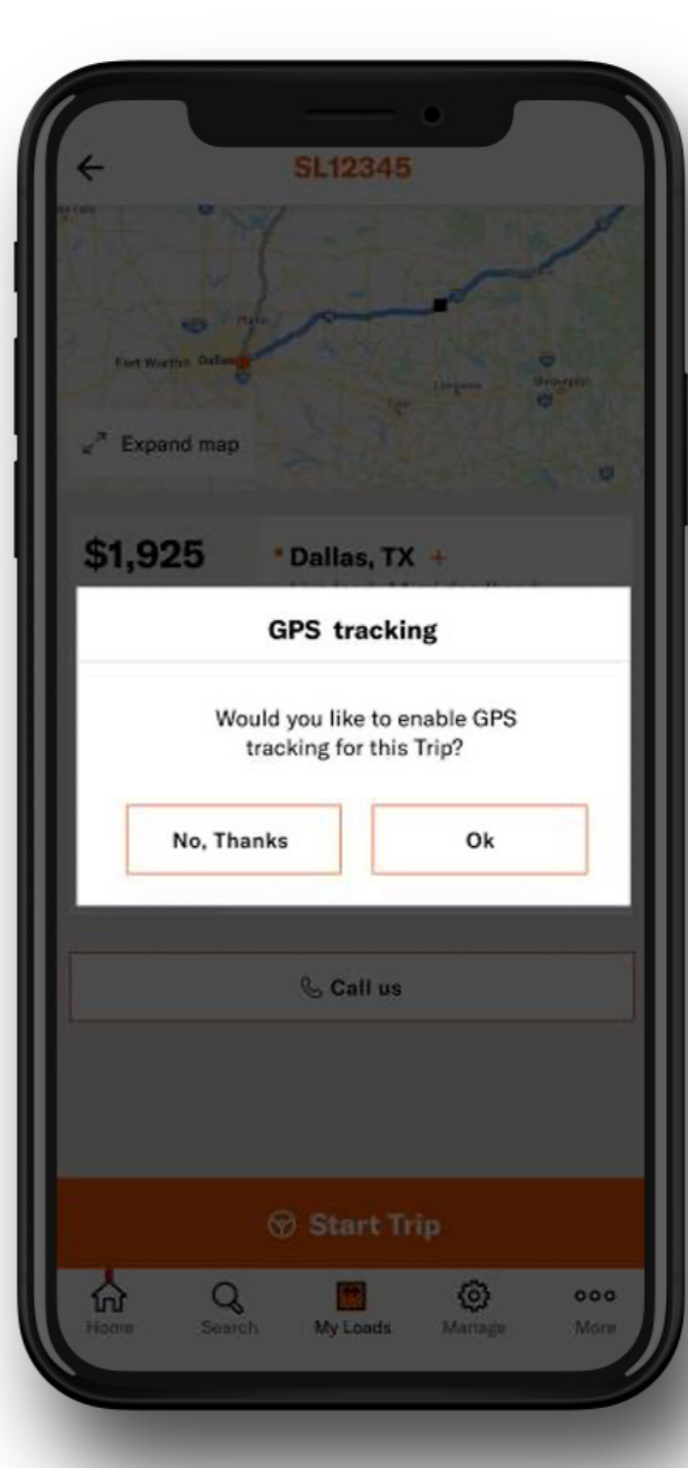 SL12345
Fort Worth
Dallas
Expand map
$1,925
Dallas, TX +
GPS tracking
Would you like to enable GPS
tracking for this Trip?
No, Thanks
Ok
Call us
Start Trip
Home
Search
My Loads
Manage
More